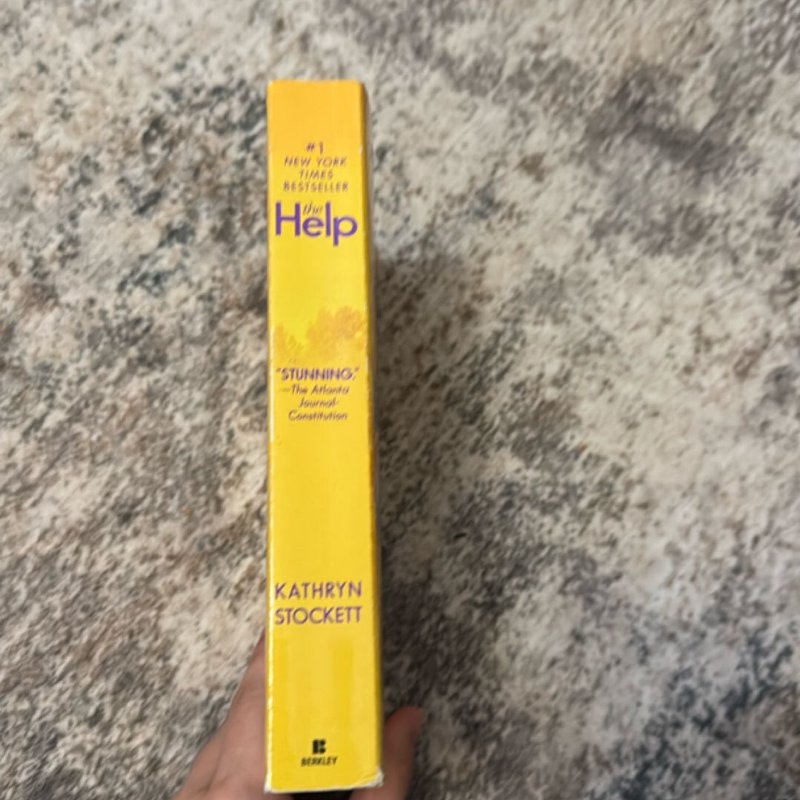 #1
NEW YORK
TIMES
BESTSELLER
the
Help
"STUNNING."
—The Atlanta
Journal-
Constitution
KATHRYN
STOCKETT
B
BERKLEY